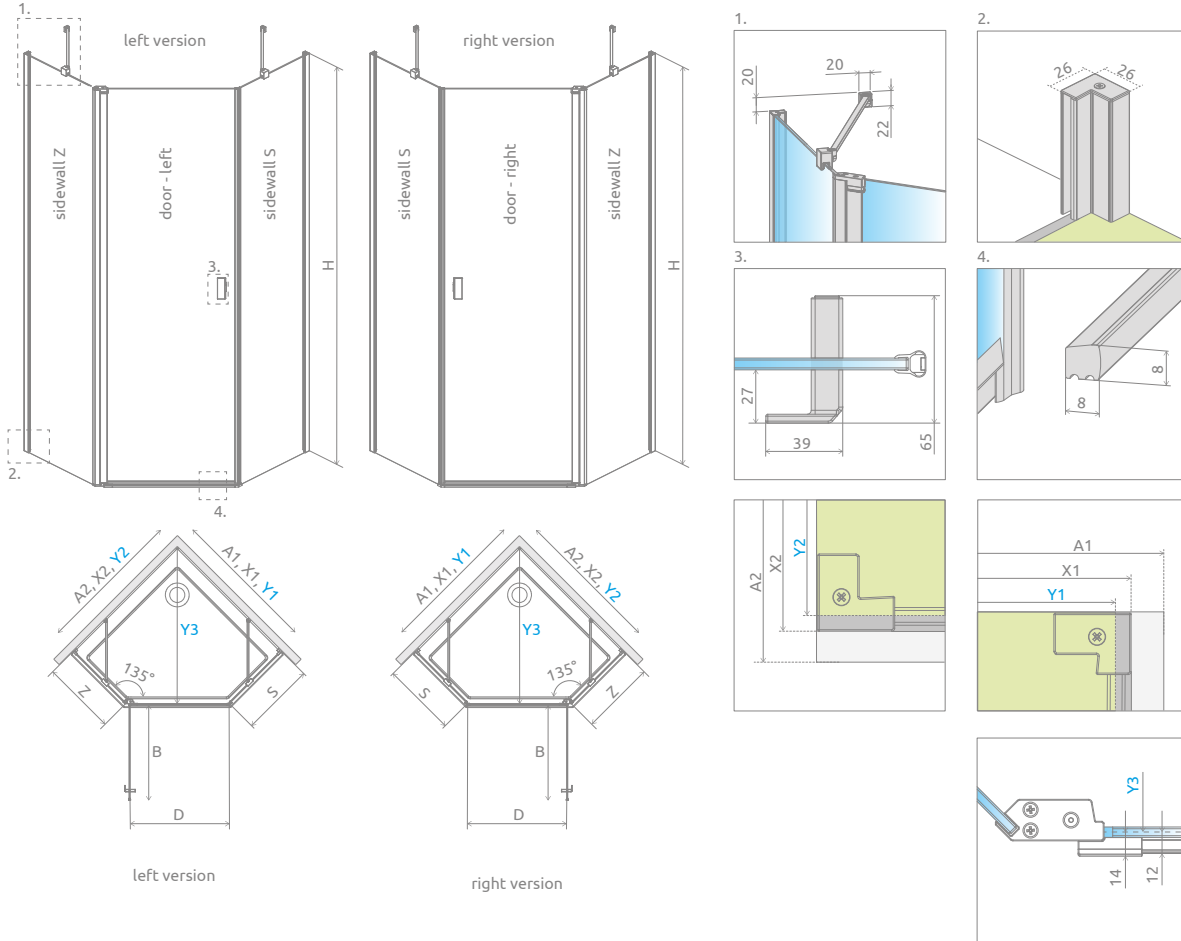 1.
left version
right version
sidewall Z
door - left
sidewall S
H
3.
2.
4.
sidewall S
door - right
sidewall Z
H
A2, X2, Y2
A1, X1, Y1
Y3
135°
Z
S
B
D
left version
A1, X1, Y1
A2, X2, Y2
Y3
135°
S
Z
B
D
right version
1.
20
20
22
2.
26
26
3.
27
39
65
4.
8
8
A2
X2
Y2
A1
X1
Y1
Y3
14
12